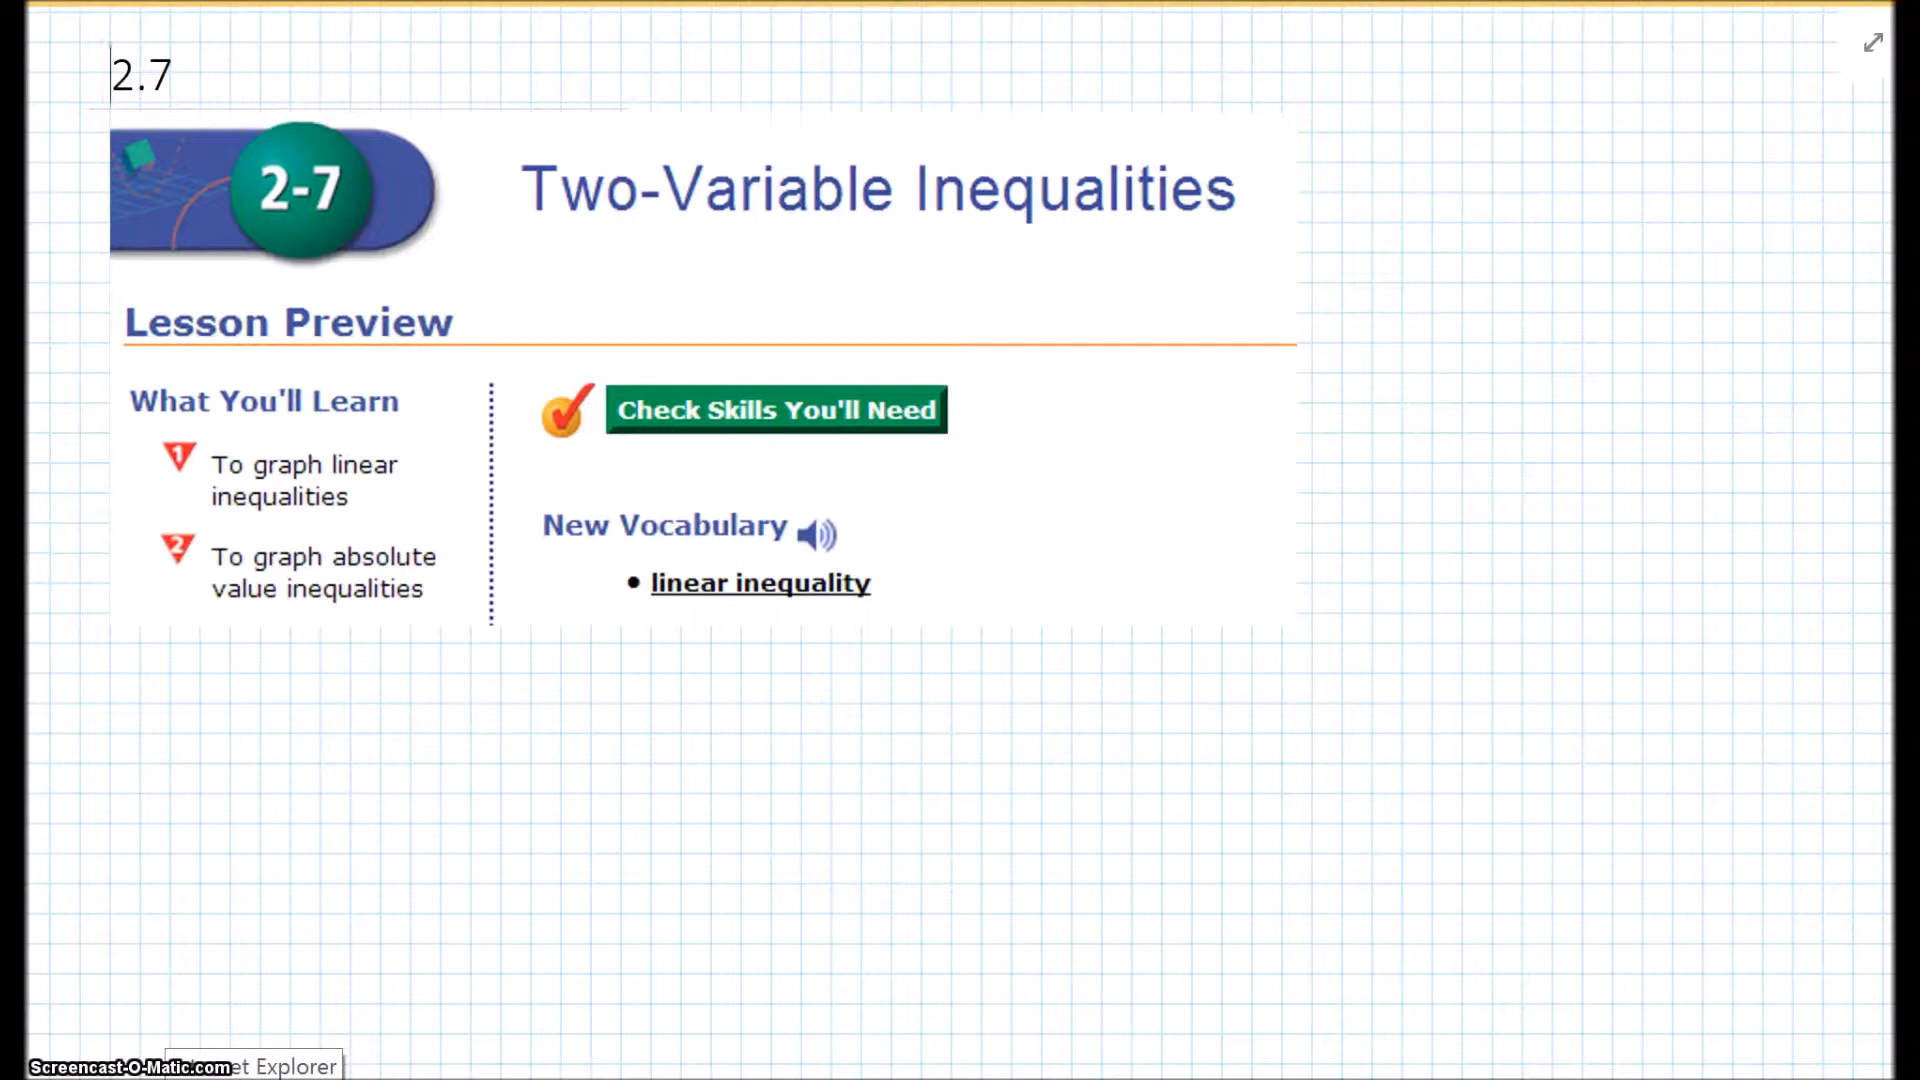 2.7
2-7
Two-Variable Inequalities
Lesson Preview
What You'll Learn
1
To graph linear
inequalities
2
To graph absolute
value inequalities
Check Skills You'll Need
New Vocabulary
• linear inequality
Screencast-O-Matic.com
et Explorer